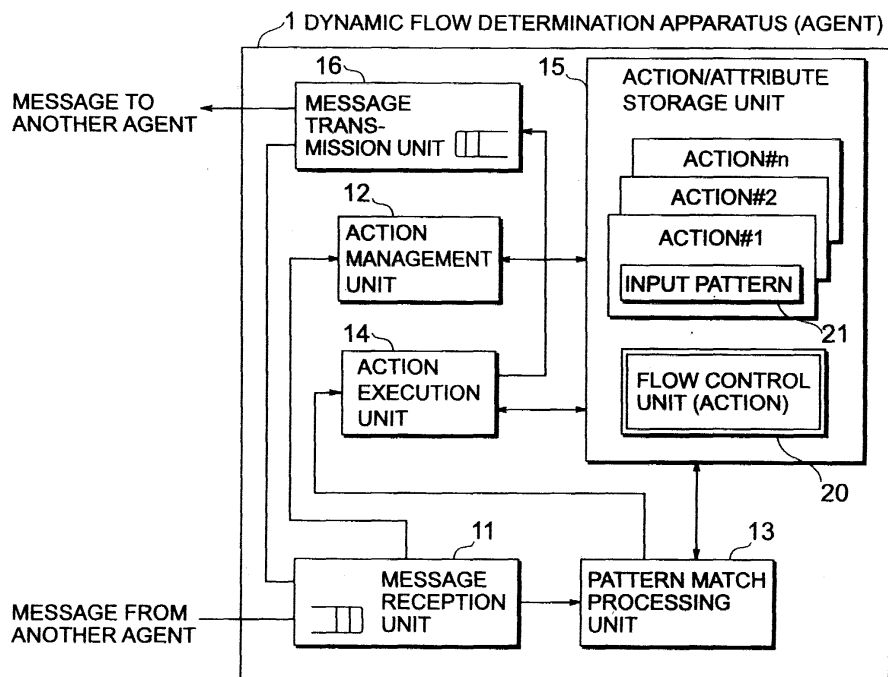 1 DYNAMIC FLOW DETERMINATION APPARATUS (AGENT)
16
15
MESSAGE TO
ANOTHER AGENT
MESSAGE
TRANS-
MISSION UNIT
ACTION/ATTRIBUTE
STORAGE UNIT
ACTION#n
ACTION#2
ACTION#1
INPUT PATTERN
21
12
ACTION
MANAGEMENT
UNIT
14
ACTION
EXECUTION
UNIT
FLOW CONTROL
UNIT (ACTION)
20
11
13
MESSAGE
RECEPTION
UNIT
PATTERN MATCH
PROCESSING
UNIT
MESSAGE FROM
ANOTHER AGENT